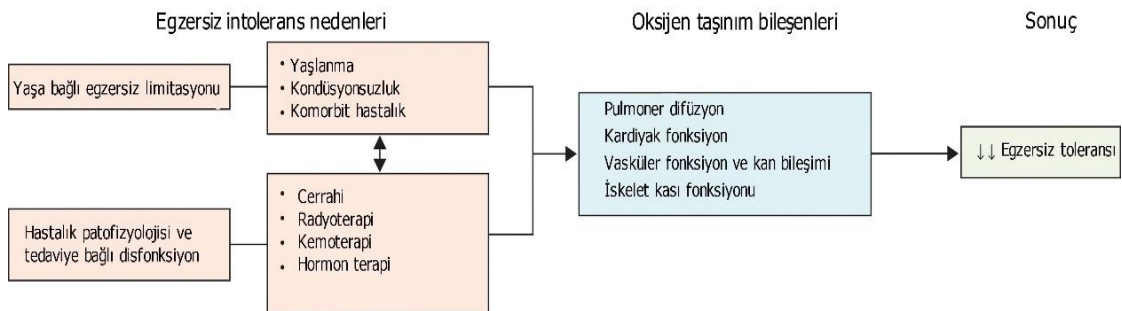 Egzersiz intolerans nedenleri
Oksijen taşınım bileşenleri
Sonuç
Yaşa bağlı egzersiz limitasyonu
• Yaşlanma
• Kondüsyonsuzluk
• Komorbit hastalık
Hastalık patofizyolojisi ve
tedaviye bağlı disfonksiyon
• Cerrahi
• Radyoterapi
• Kemoterapi
• Hormon terapi
Pulmoner difüzyon
Kardiyak fonksiyon
Vasküler fonksiyon ve kan bileşimi
İskelet kası fonksiyonu
↓↓ Egzersiz toleransı